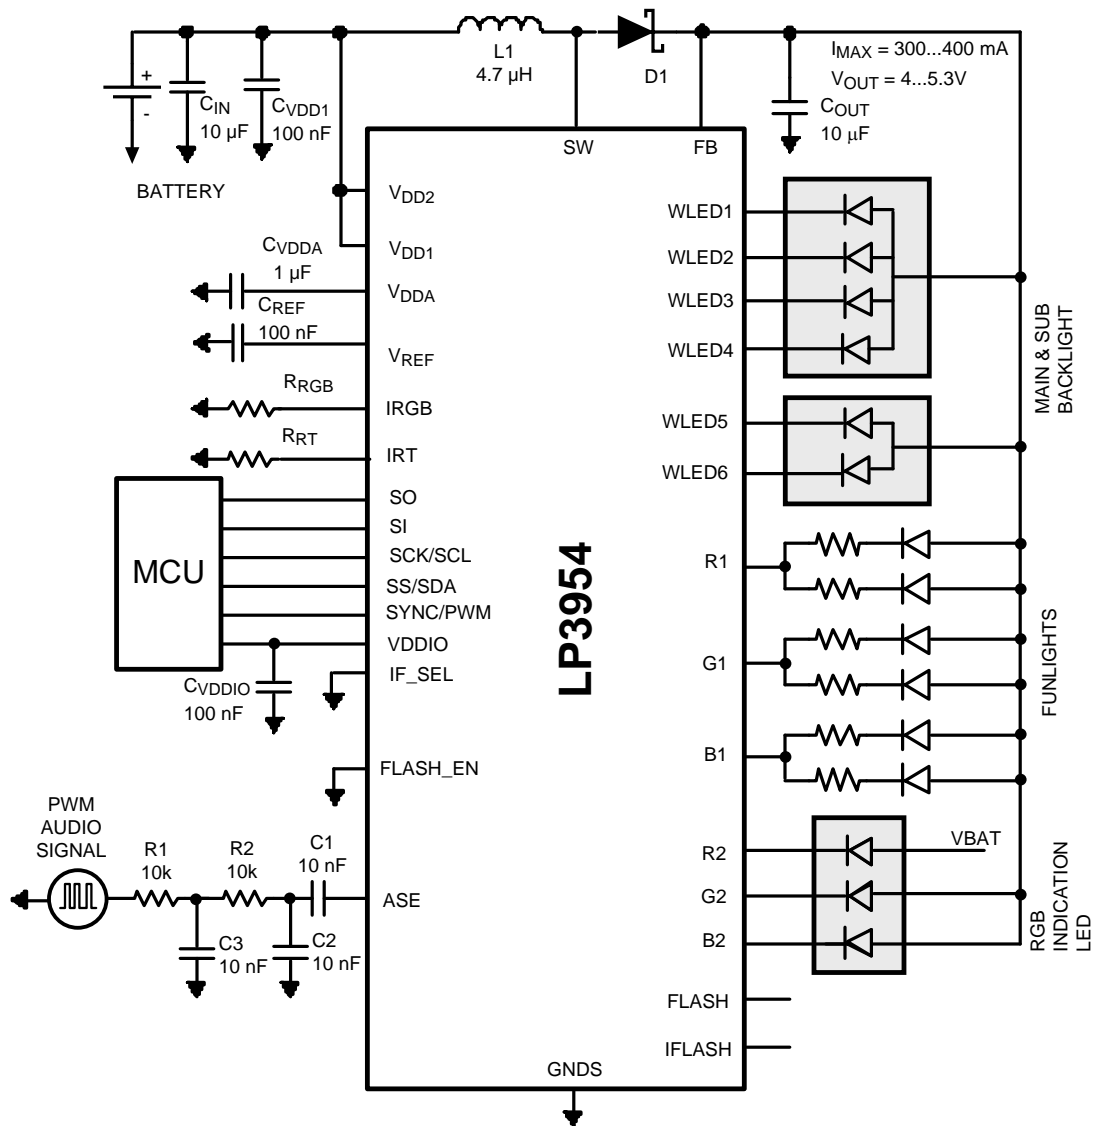 L1
4.7 µH
D1
IMAX = 300...400 mA
VOUT = 4...5.3V
+
-
CIN
10 µF
CVDD1
100 nF
COUT
10 µF
BATTERY
SW
FB
VDD2
VDD1
VDDA
VREF
IRGB
IRT
SO
SI
SCK/SCL
SS/SDA
SYNC/PWM
VDDIO
IF_SEL
FLASH_EN
ASE
CVDDA
1 µF
CREF
100 nF
RRGB
RRT
MCU
CVDDIO
100 nF
PWM
AUDIO
SIGNAL
R1
10k
R2
10k
C1
10 nF
C3
10 nF
C2
10 nF
LP3954
WLED1
WLED2
WLED3
WLED4
WLED5
WLED6
R1
G1
B1
R2
G2
B2
FLASH
IFLASH
GNDS
MAIN & SUB
BACKLIGHT
FUNLIGHTS
VBAT
RGB
INDICATION
LED